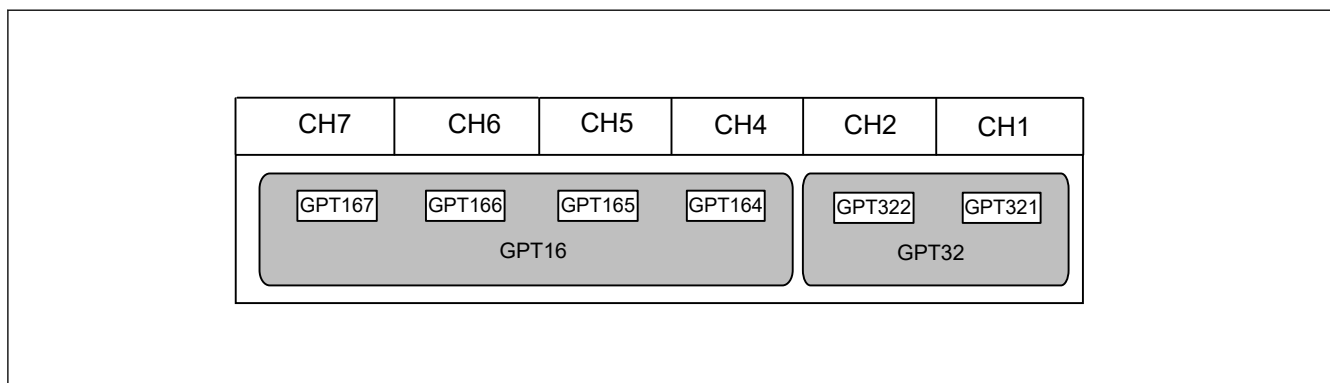 CH7 CH6 CH5 CH4 CH2 CH1
GPT167 GPT166 GPT165 GPT164 GPT322 GPT321
GPT16 GPT32